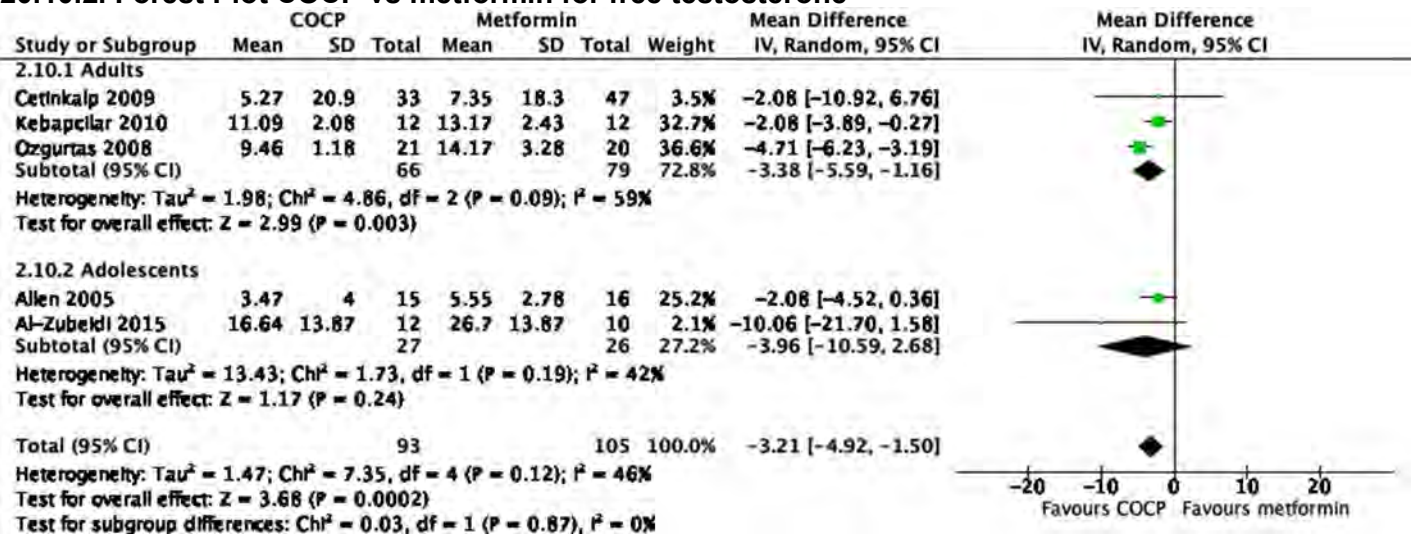 20.10.2. Forest Plot COCP vs metformin for free testosterone
COCP Metformin Mean Difference Mean Difference
Study or Subgroup Mean SD Total Mean SD Total Weight IV, Random, 95% CI IV, Random, 95% CI
2.10.1 Adults
Cetinkalp 2009 5.27 20.9 33 7.35 18.3 47 3.5% −2.08 [−10.92, 6.76]
Kebapcilar 2010 11.09 2.08 12 13.17 2.43 12 32.7% −2.08 [−3.89, −0.27]
Ozgurtas 2008 9.46 1.18 21 14.17 3.28 20 36.6% −4.71 [−6.23, −3.19]
Subtotal (95% CI) 66 79 72.8% −3.38 [−5.59, −1.16]
Heterogeneity: Tau² = 1.98; Chi² = 4.86, df = 2 (P = 0.09); I² = 59%
Test for overall effect: Z = 2.99 (P = 0.003)
2.10.2 Adolescents
Allen 2005 3.47 4 15 5.55 2.78 16 25.2% −2.08 [−4.52, 0.36]
Al-Zubeidi 2015 16.64 13.87 12 26.7 13.87 10 2.1% −10.06 [−21.70, 1.58]
Subtotal (95% CI) 27 26 27.2% −3.96 [−10.59, 2.68]
Heterogeneity: Tau² = 13.43; Chi² = 1.73, df = 1 (P = 0.19); I² = 42%
Test for overall effect: Z = 1.17 (P = 0.24)
Total (95% CI) 93 105 100.0% −3.21 [−4.92, −1.50]
Heterogeneity: Tau² = 1.47; Chi² = 7.35, df = 4 (P = 0.12); I² = 46%
Test for overall effect: Z = 3.68 (P = 0.0002)
Test for subgroup differences: Chi² = 0.03, df = 1 (P = 0.87), I² = 0%
−20 −10 0 10 20
Favours COCP Favours metformin